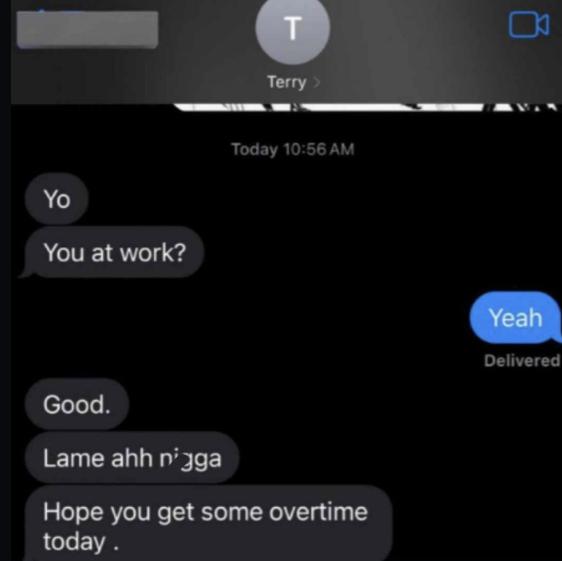 T
Terry >
Today 10:56 AM
Yo
You at work?
Yeah
Delivered
Good.
Lame ahh n*gga
Hope you get some overtime
today .